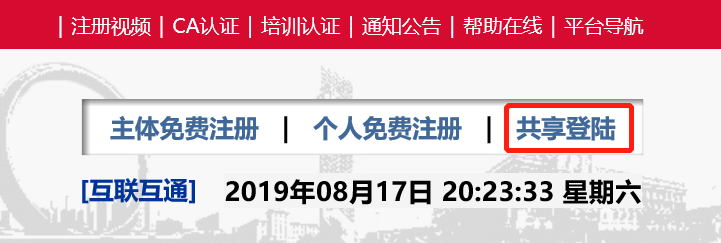 | 注册视频 | CA认证 | 培训认证 | 通知公告 | 帮助在线 | 平台导航
主体免费注册 | 个人免费注册 | 共享登陆
[互联互通] 2019年08月17日 20:23:33 星期六